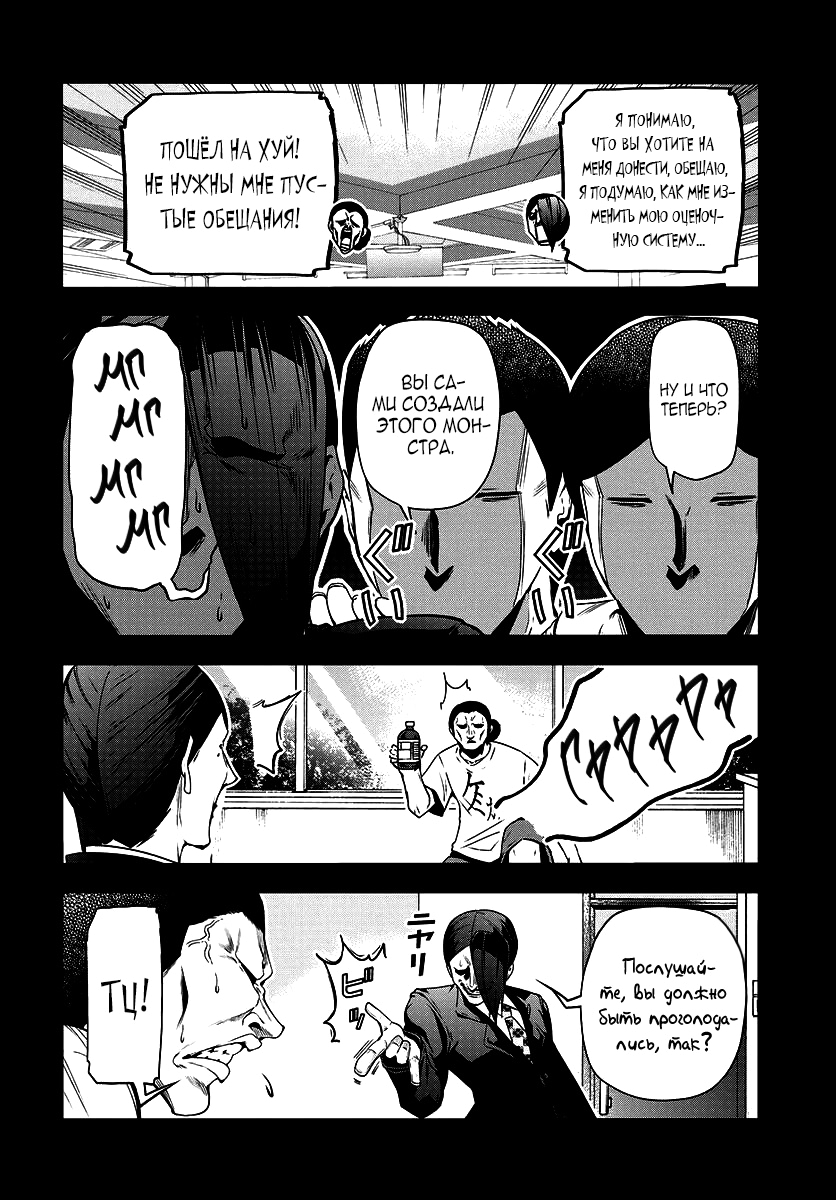 Я ПОНИМАЮ,
ЧТО ВЫ ХОТИТЕ НА
МЕНЯ ДОНЕСТИ, ОБЕЩАЮ,
Я ПОДУМАЮ, КАК МНЕ ИЗ-
МЕНИТЬ МОЮ ОЦЕНОЧ-
НУЮ СИСТЕМУ...
ПОШЁЛ НА ХУЙ!
НЕ НУЖНЫ МНЕ ПУС-
ТЫЕ ОБЕЩАНИЯ!
НУ И ЧТО
ТЕПЕРЬ?
ВЫ СА-
МИ СОЗДАЛИ
ЭТОГО МОН-
СТРА.
МГ
МГ
МГ
МГ
Послушай-
те, вы должно
быть проголода-
лись, так?
ニヤリ
ビ
ТЦ!